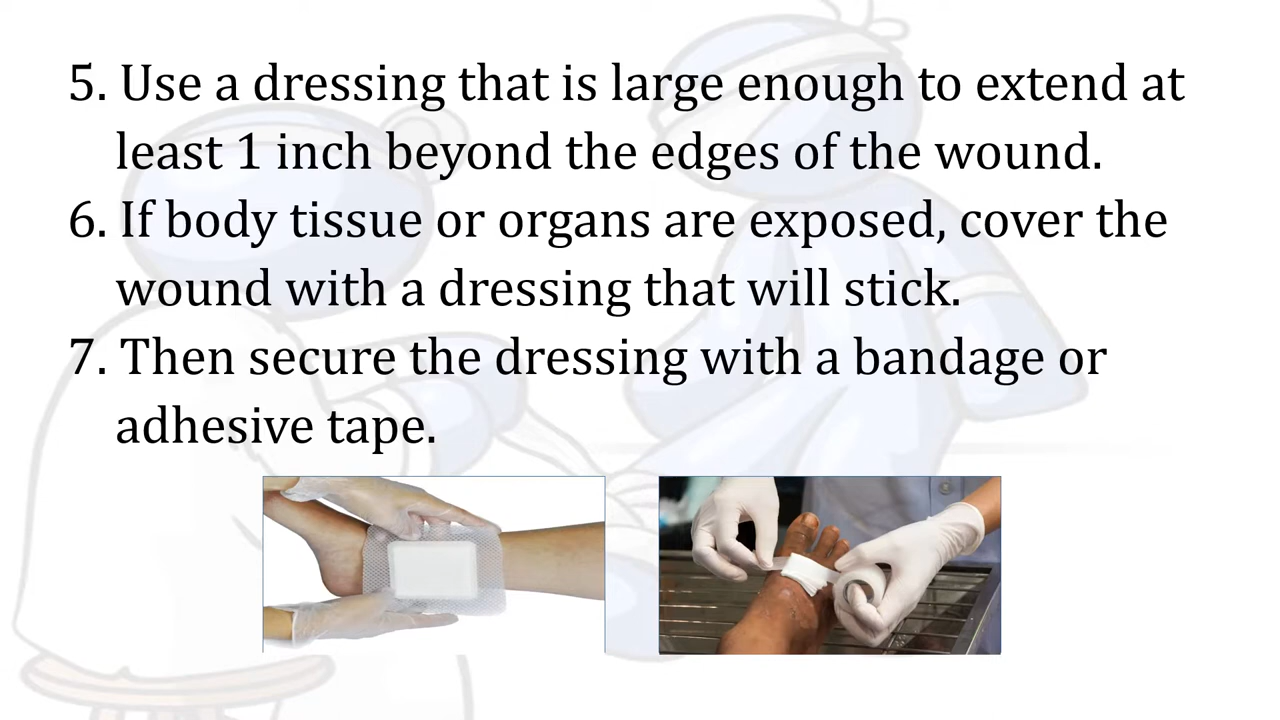 5. Use a dressing that is large enough to extend at
least 1 inch beyond the edges of the wound.
6. If body tissue or organs are exposed, cover the
wound with a dressing that will stick.
7. Then secure the dressing with a bandage or
adhesive tape.